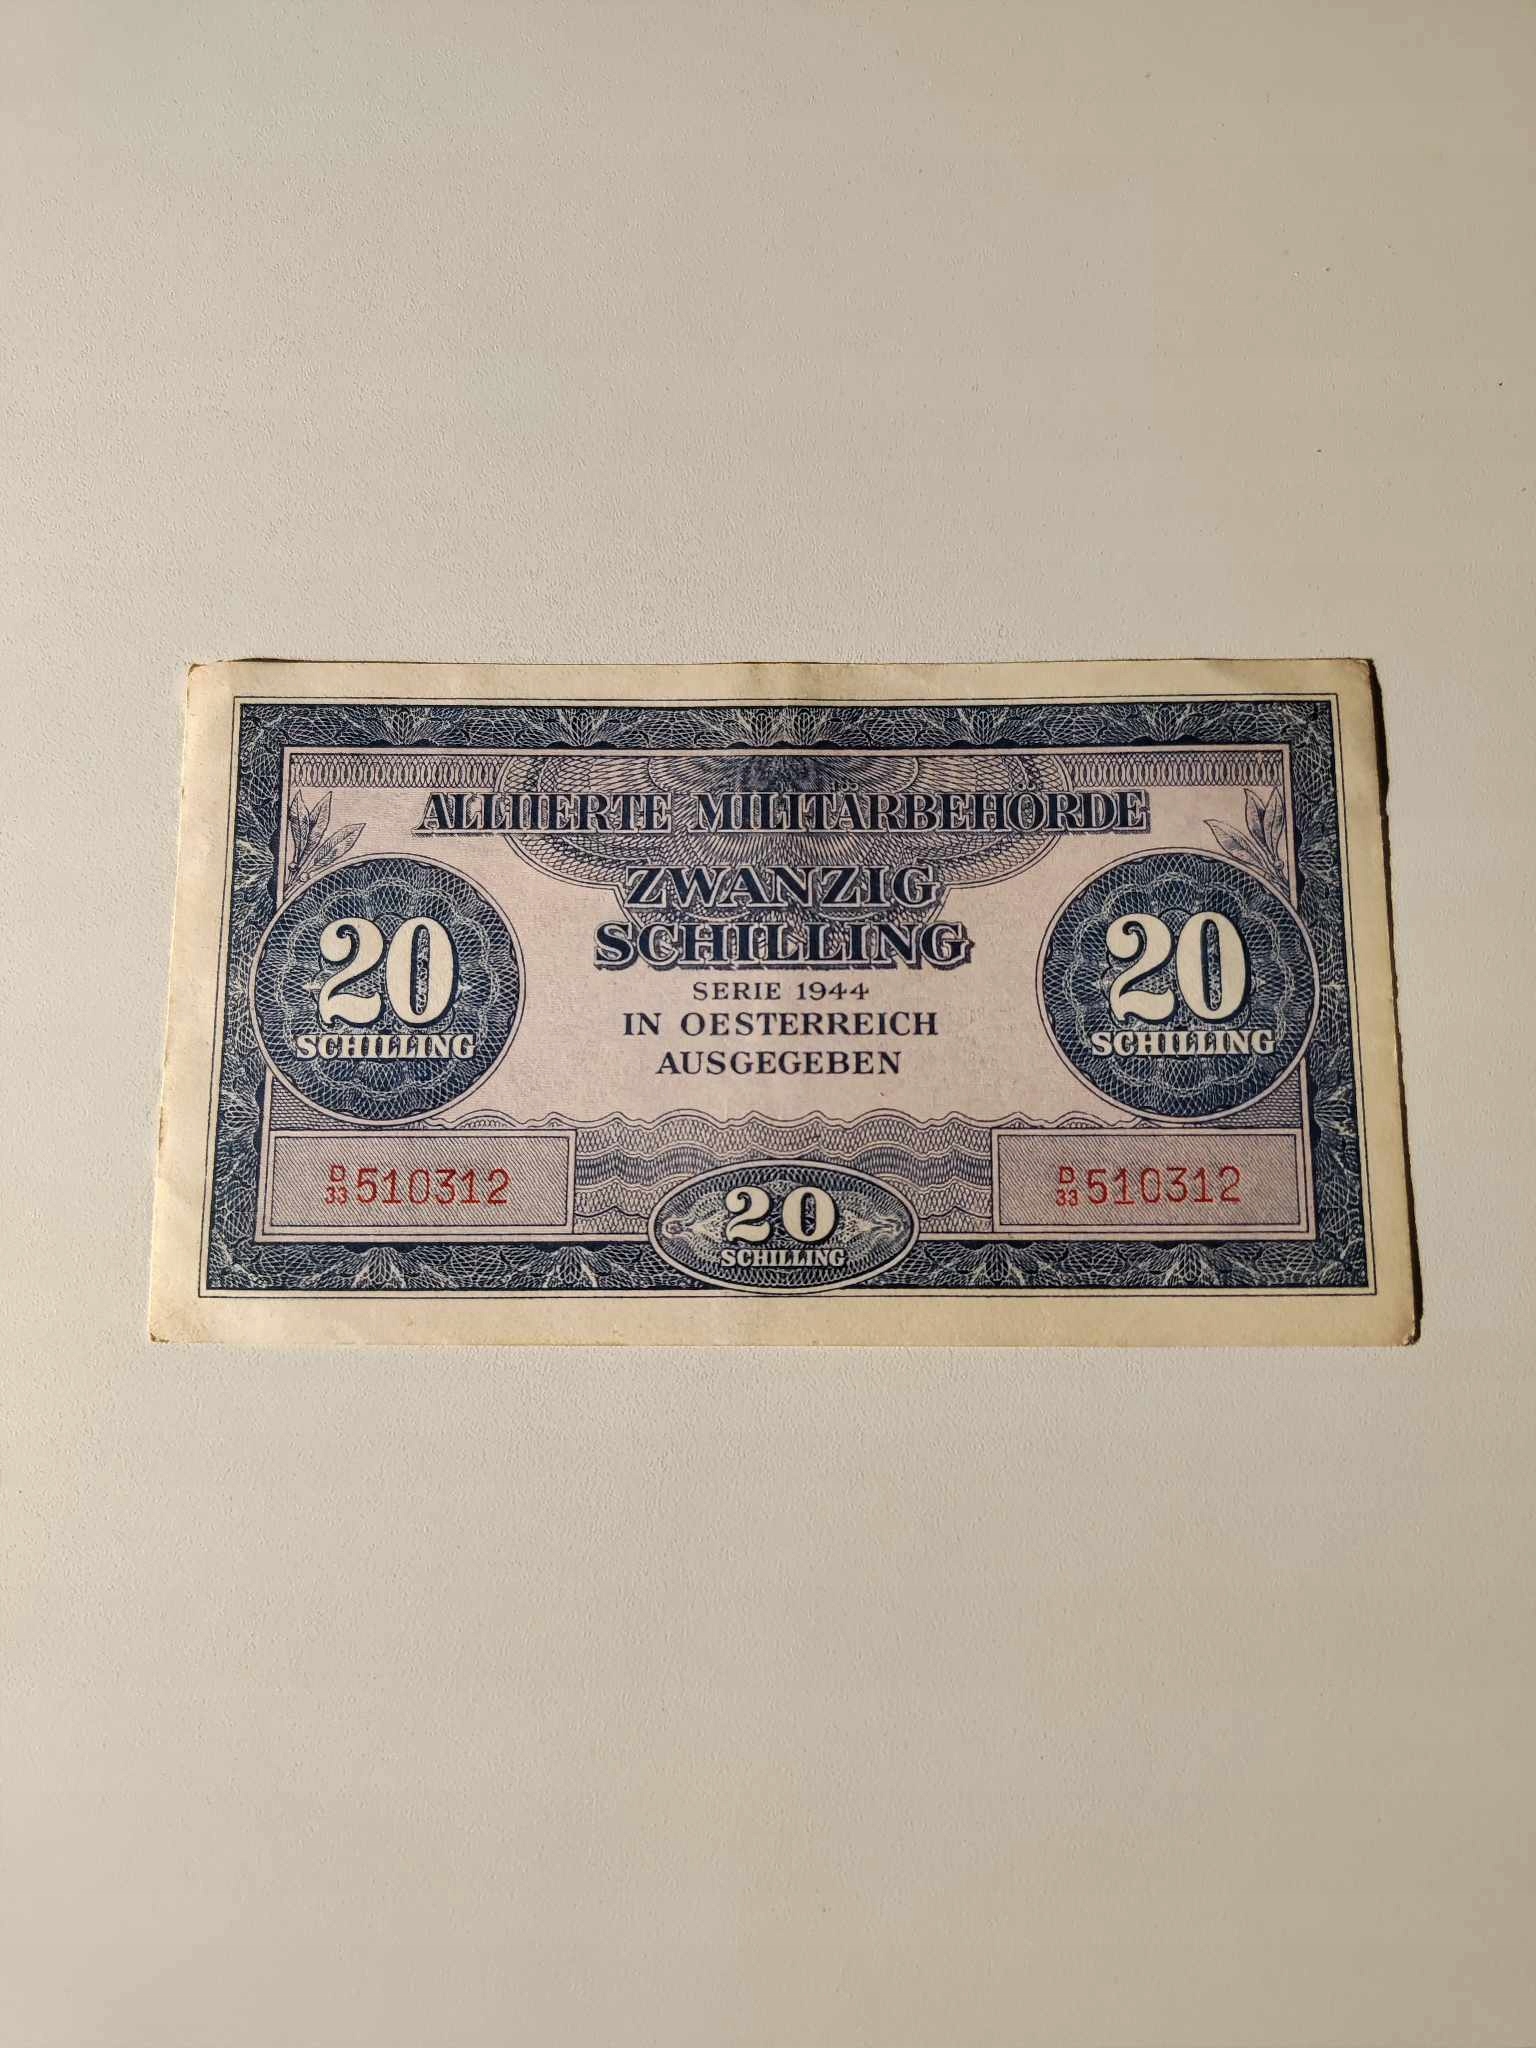 ALLIIERTE MILITÄRBEHÖRDE
ZWANZIG
SCHILLING
SERIE 1944
IN OESTERREICH
AUSGEGEBEN
20
SCHILLING
20
SCHILLING
D
33 510312
D
33 510312
20
SCHILLING